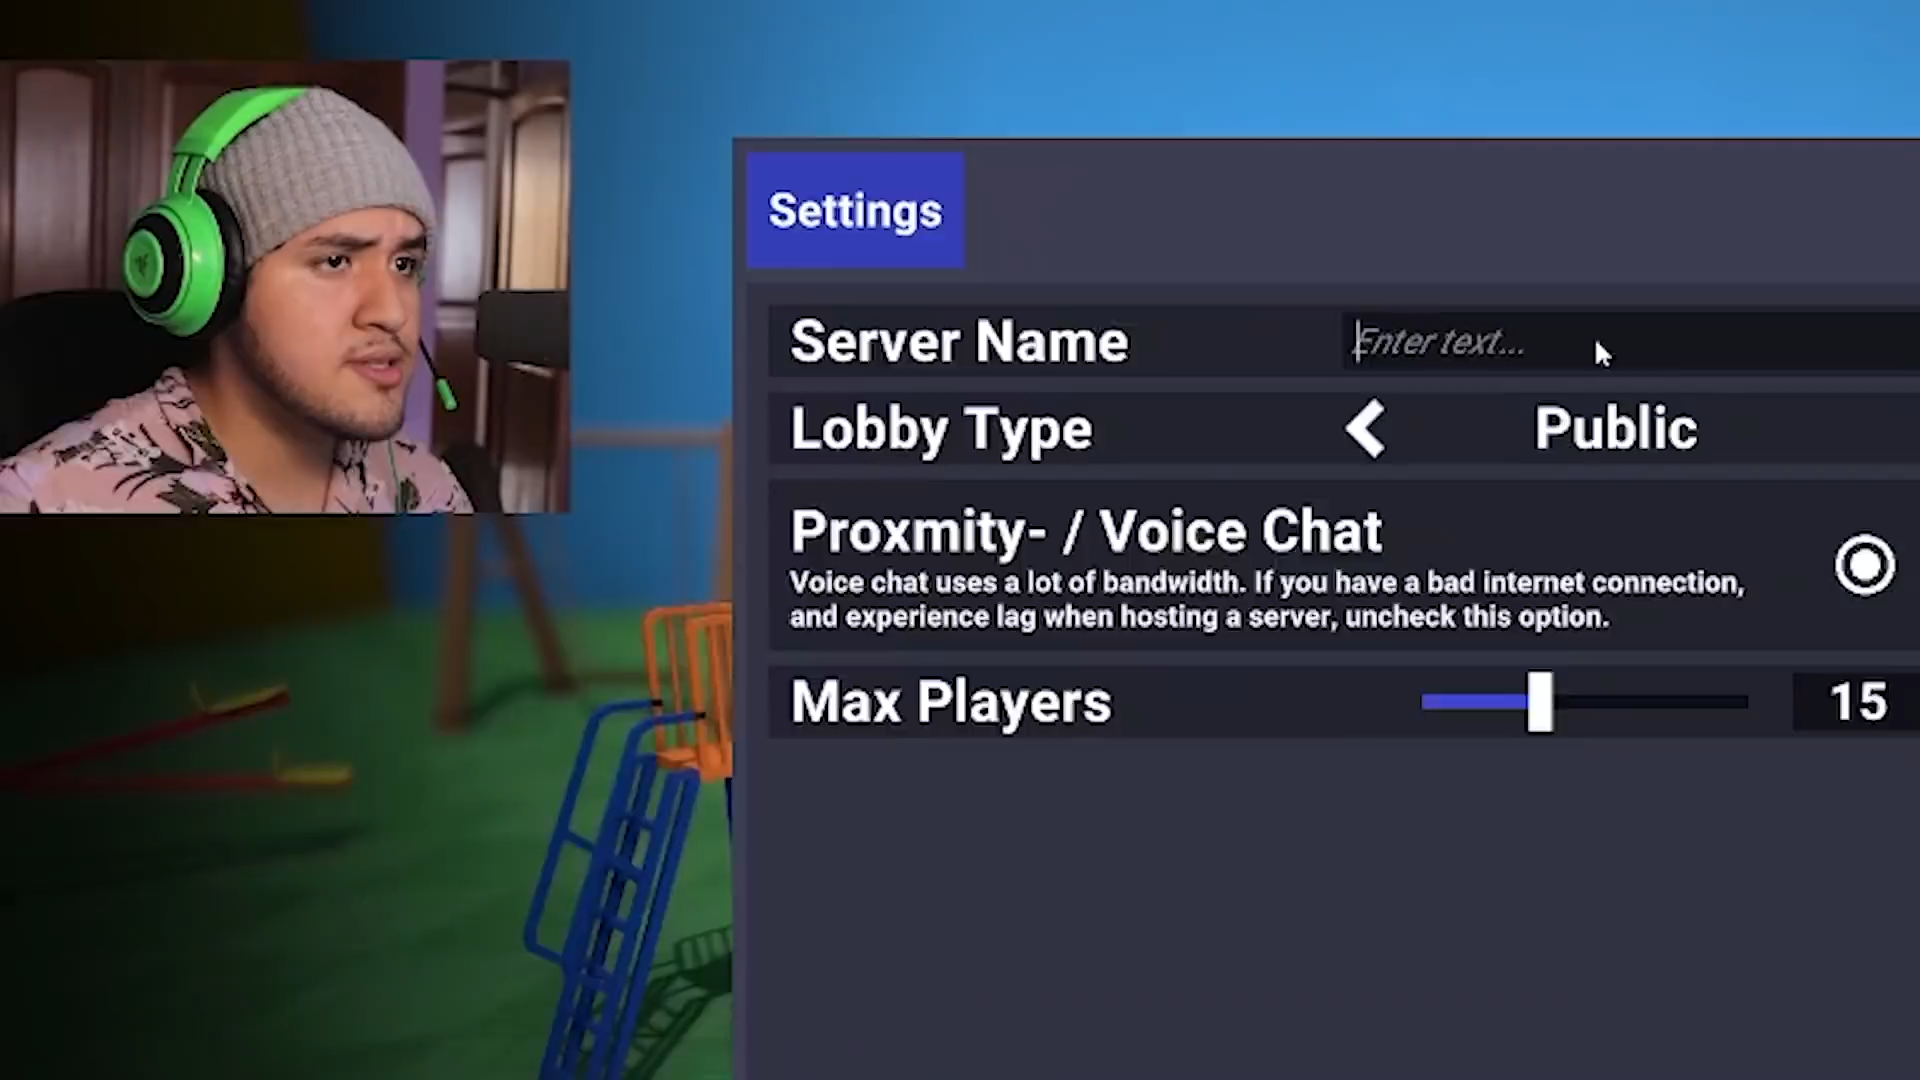 Settings
Server Name
Enter text...
Lobby Type
Public
Proxmity- / Voice Chat
Voice chat uses a lot of bandwidth. If you have a bad internet connection,
and experience lag when hosting a server, uncheck this option.
Max Players
15